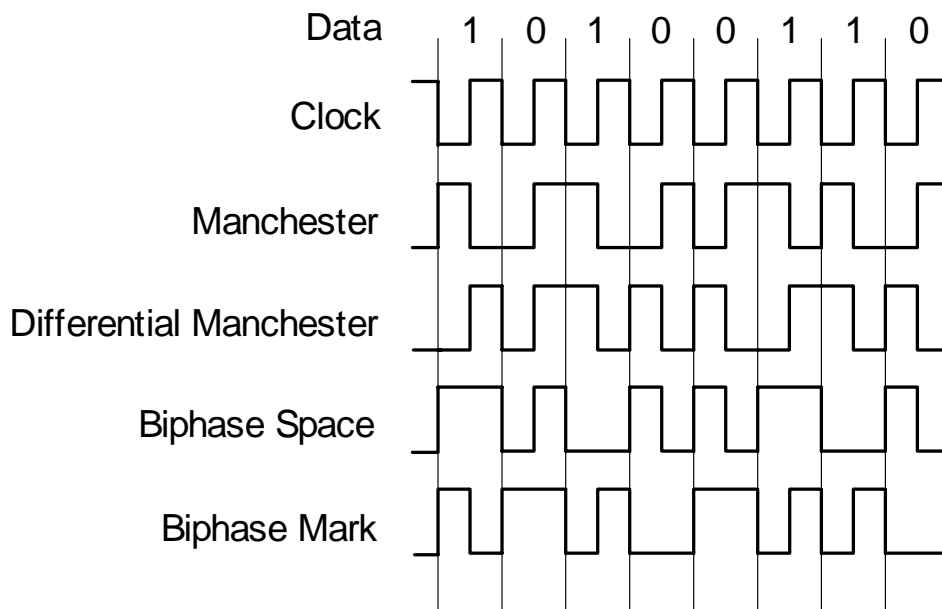 Data 1 0 1 0 0 1 1 0
Clock
Manchester
Differential Manchester
Biphase Space
Biphase Mark